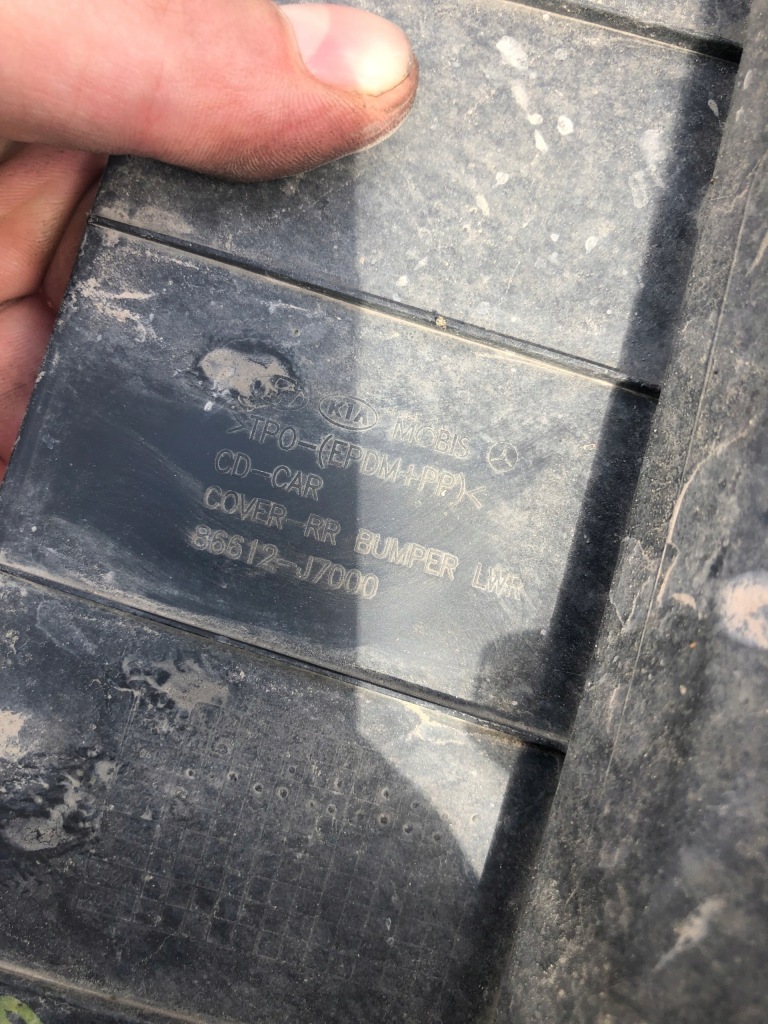 KIA MOBIS
>TPO-(EPDM+PP)<
CD-CAR
COVER-RR BUMPER LWR
86612-J7000